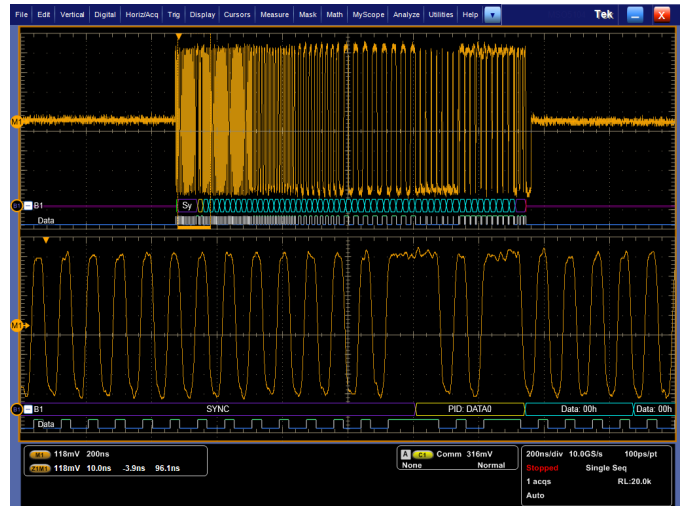 File Edit Vertical Digital Horiz/Acq Trig Display Cursors Measure Mask Math MyScope Analyze Utilities Help Tek X
M1
B1 B1
Sy
Data
M1
B1 B1 SYNC PID: DATA0 Data: 00h Data: 00h
Data
M1 118mV 200ns
Z1M1 118mV 10.0ns -3.9ns 96.1ns
A C1 Comm 316mV
None Normal
200ns/div 10.0GS/s 100ps/pt
Stopped Single Seq
1 acqs RL:20.0k
Auto